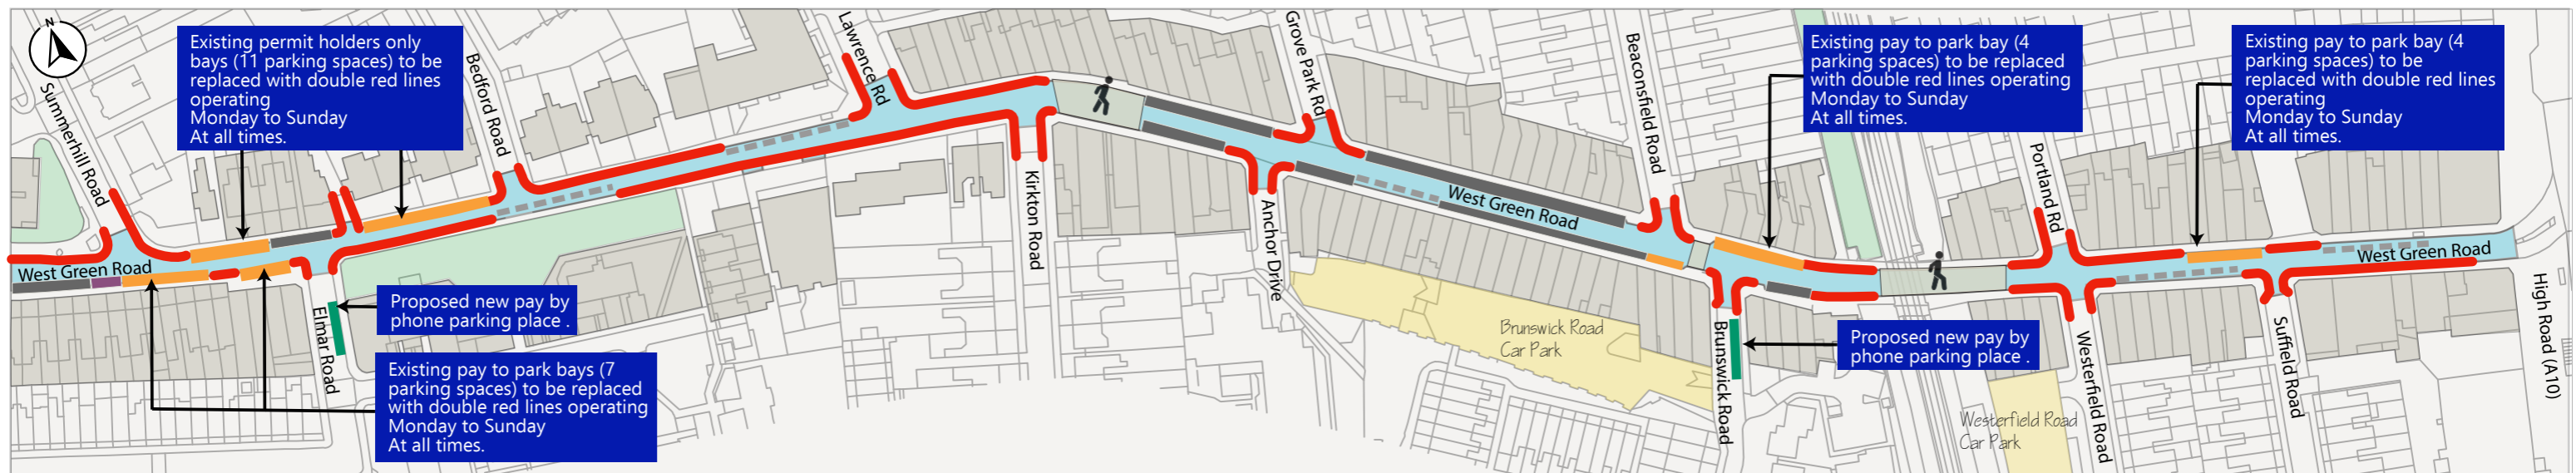 N
Existing permit holders only
bays (11 parking spaces) to be
replaced with double red lines
operating
Monday to Sunday
At all times.
Summerhill Road
Bedford Road
Lawrence Rd
Grove Park Rd
Beaconsfield Road
Existing pay to park bay (4
parking spaces) to be replaced
with double red lines operating
Monday to Sunday
At all times.
Portland Rd
Existing pay to park bay (4
parking spaces) to be
replaced with double red lines
operating
Monday to Sunday
At all times.
West Green Road
West Green Road
West Green Road
Kirkton Road
Anchor Drive
Elmar Road
Proposed new pay by
phone parking place .
Existing pay to park bays (7
parking spaces) to be replaced
with double red lines operating
Monday to Sunday
At all times.
Brunswick Road
Car Park
Brunswick Road
Proposed new pay by
phone parking place .
Westerfield Road
Car Park
Westerfield Road
Suffield Road
High Road (A10)